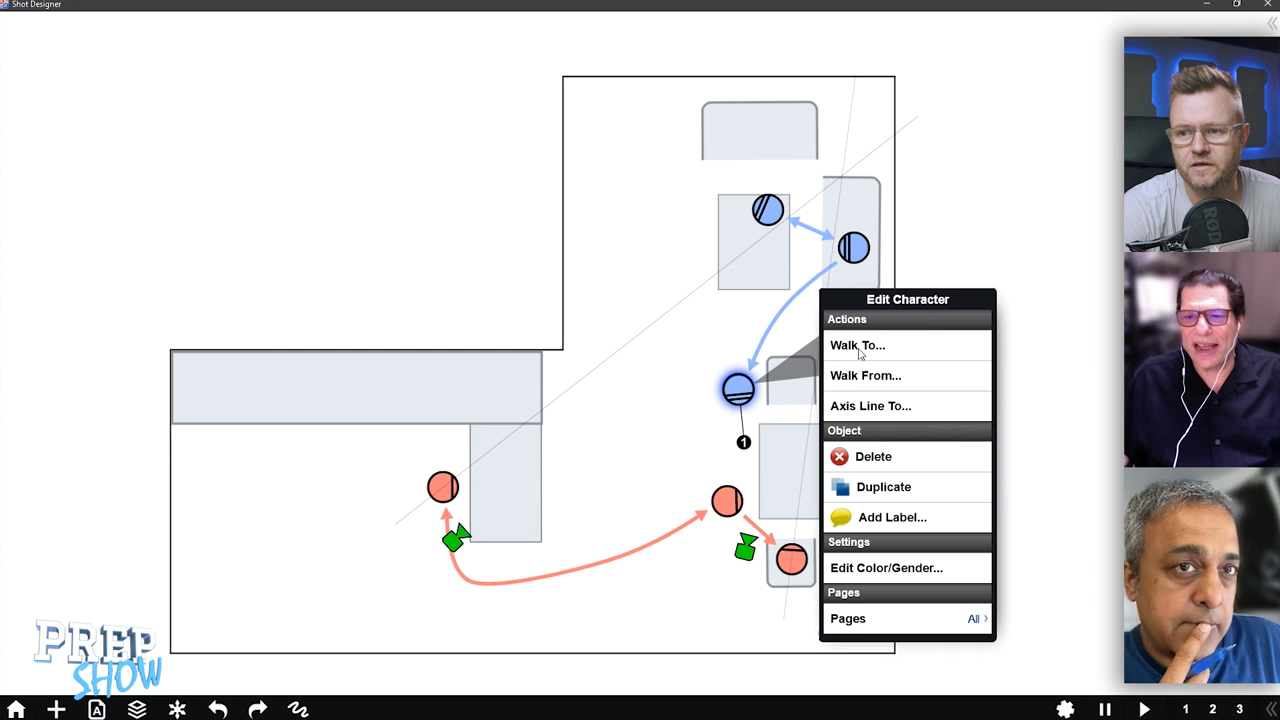 Shot Designer
RØD
Edit Character
Actions
Walk To...
Walk From...
Axis Line To...
Object
Delete
Duplicate
Add Label...
Settings
Edit Color/Gender...
Pages
Pages All
1
PREP
SHOW
A
1 2 3